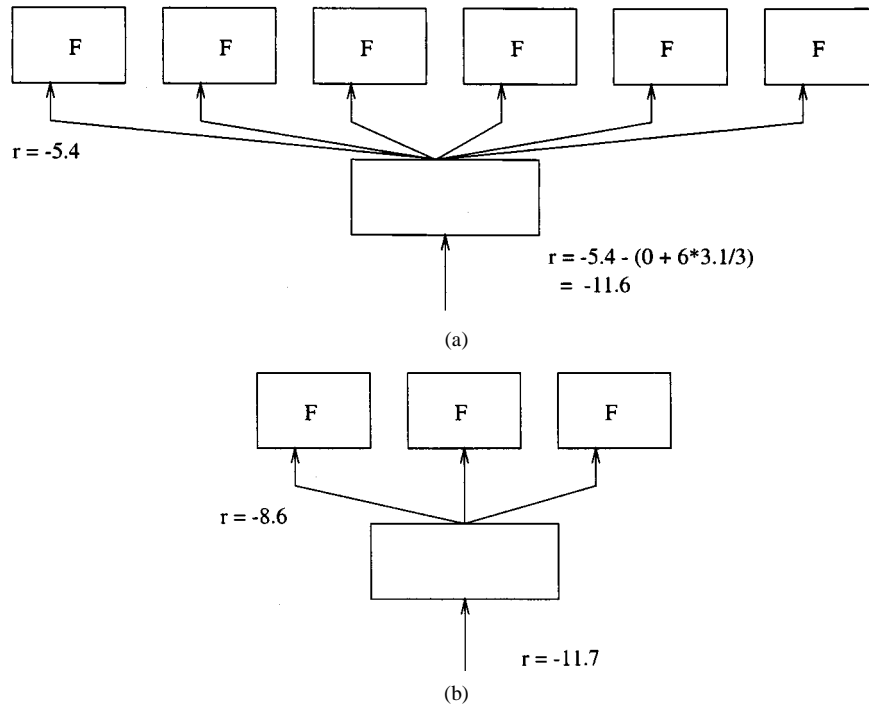 F F F F F F
r = -5.4
r = -5.4 - (0 + 6*3.1/3)
= -11.6
(a)
F F F
r = -8.6
r = -11.7
(b)